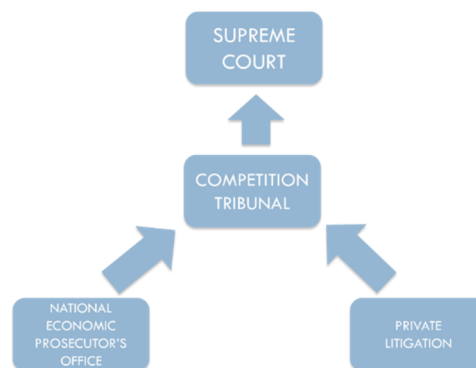 SUPREME
COURT
COMPETITION
TRIBUNAL
NATIONAL
ECONOMIC
PROSECUTOR'S
OFFICE
PRIVATE
LITIGATION